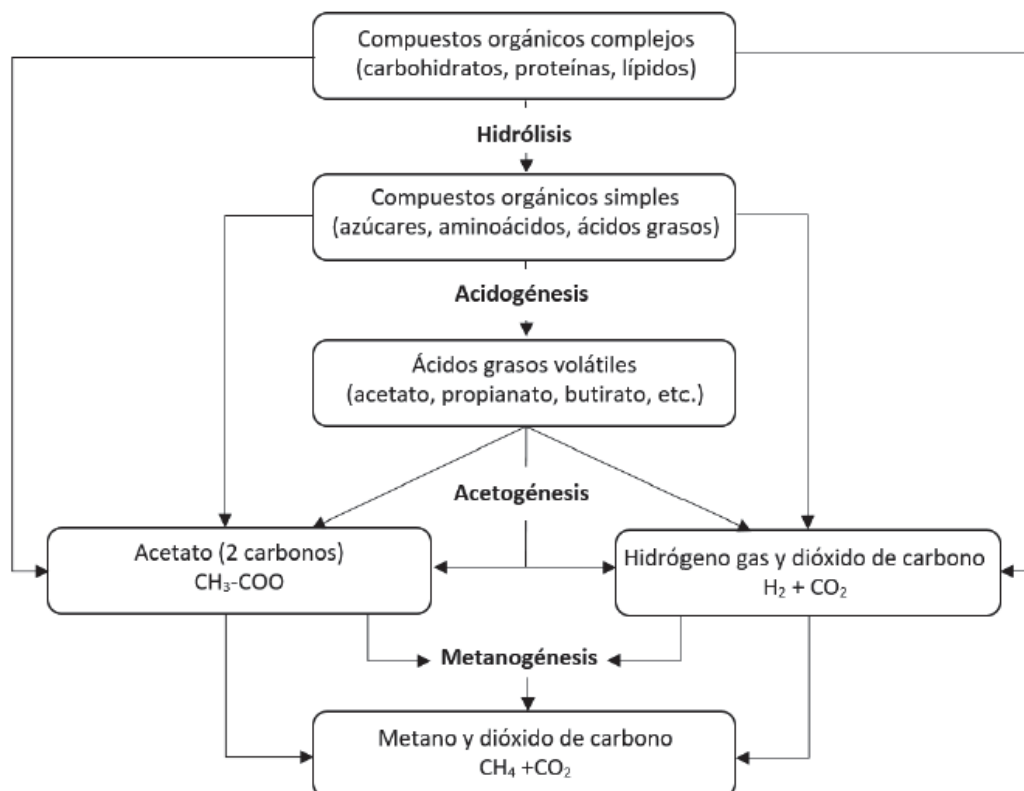 Compuestos orgánicos complejos
(carbohidratos, proteínas, lípidos)
Hidrólisis
Compuestos orgánicos simples
(azúcares, aminoácidos, ácidos grasos)
Acidogénesis
Ácidos grasos volátiles
(acetato, propianato, butirato, etc.)
Acetogénesis
Acetato (2 carbonos)
CH₃-COO
Hidrógeno gas y dióxido de carbono
H₂ + CO₂
Metanogénesis
Metano y dióxido de carbono
CH₄ +CO₂